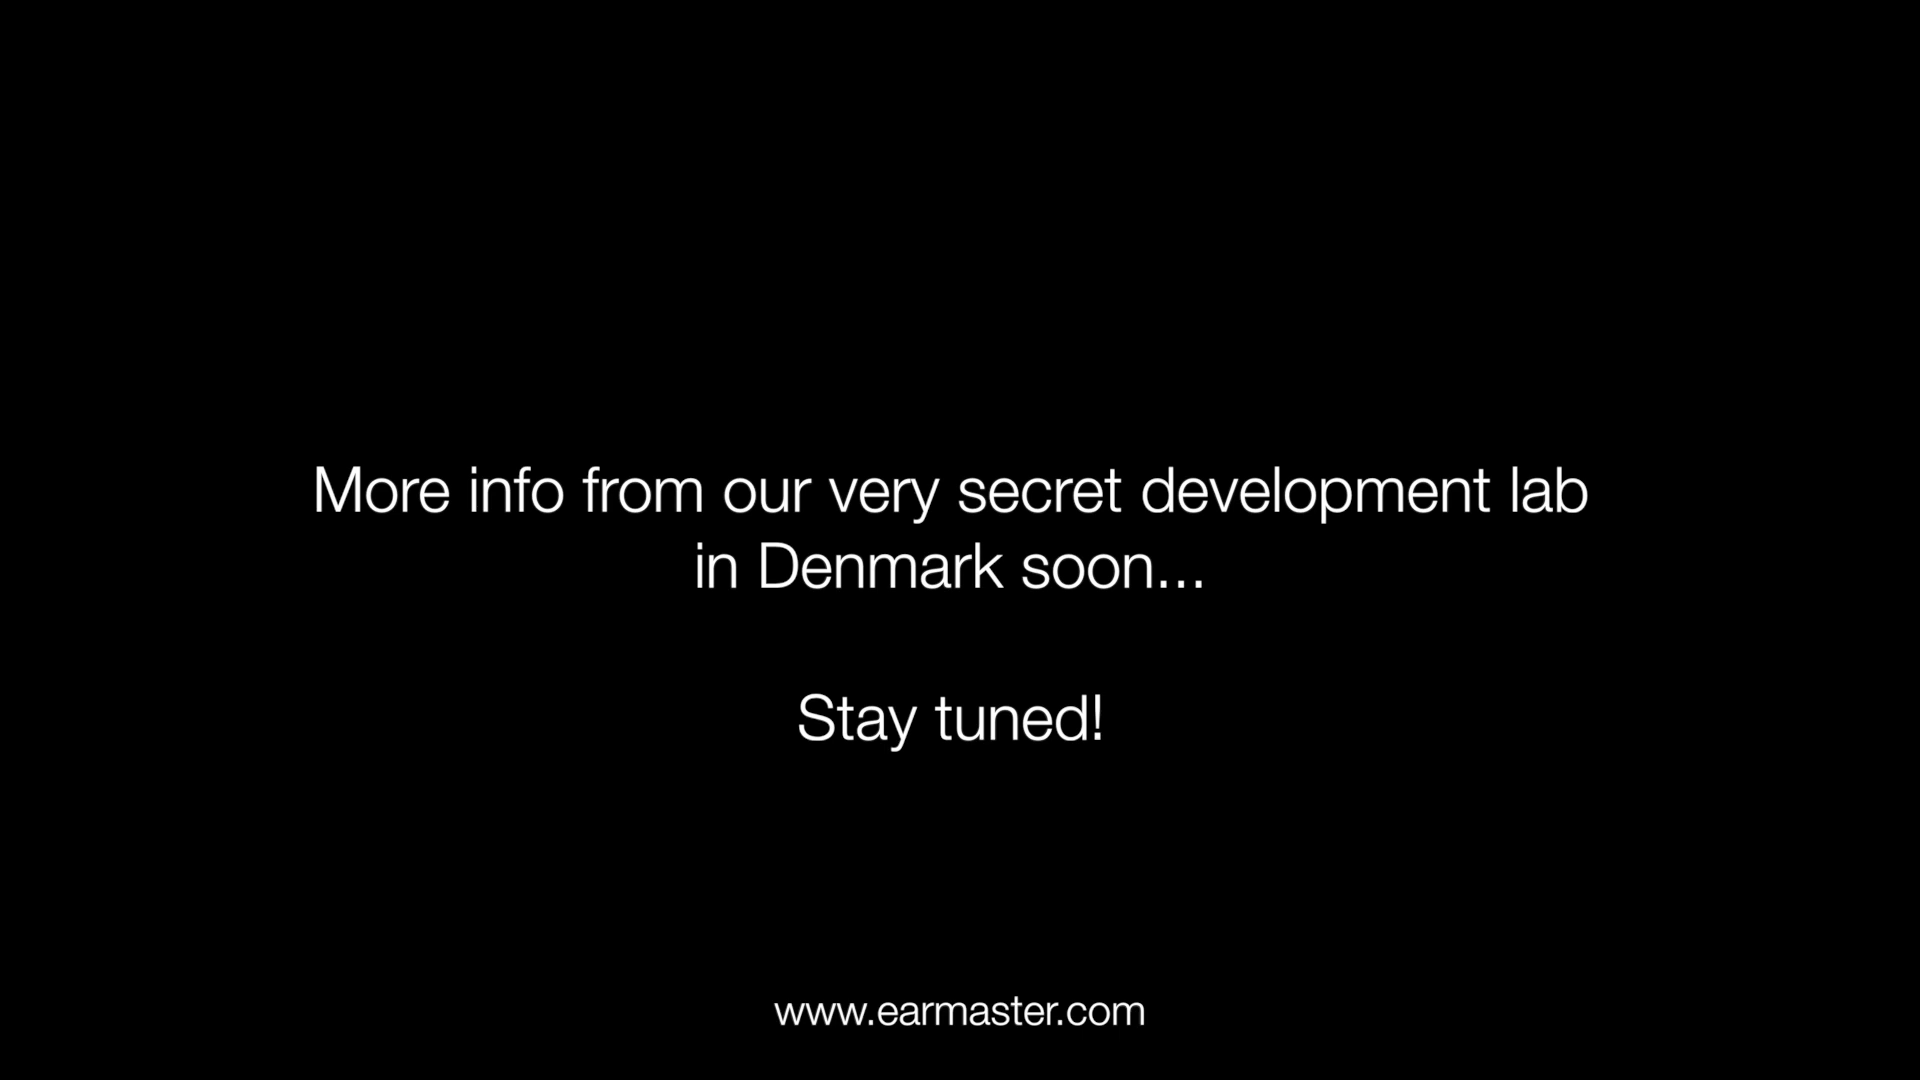 More info from our very secret development lab
in Denmark soon...
Stay tuned!
www.earmaster.com